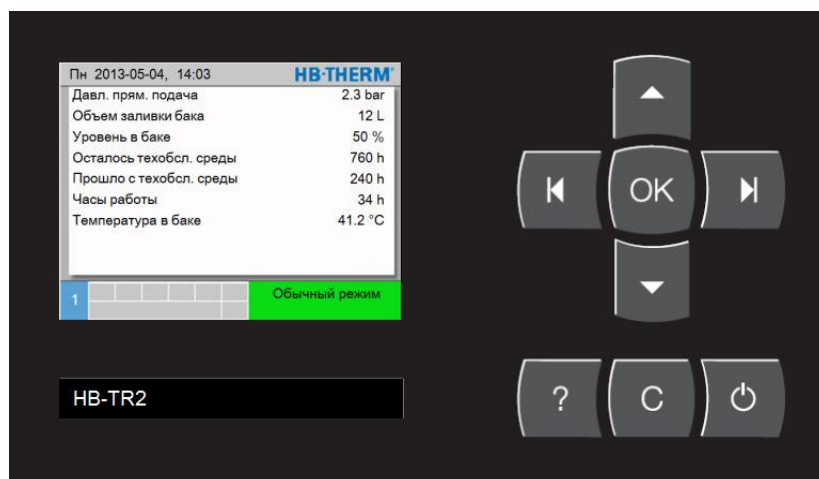 Пн 2013-05-04, 14:03 HB·THERM®
Давл. прям. подача 2.3 bar
Объем заливки бака 12 L
Уровень в баке 50 %
Осталось техобсл. среды 760 h
Прошло с техобсл. среды 240 h
Часы работы 34 h
Температура в баке 41.2 °C
1 Обычный режим
OK
HB-TR2
? C